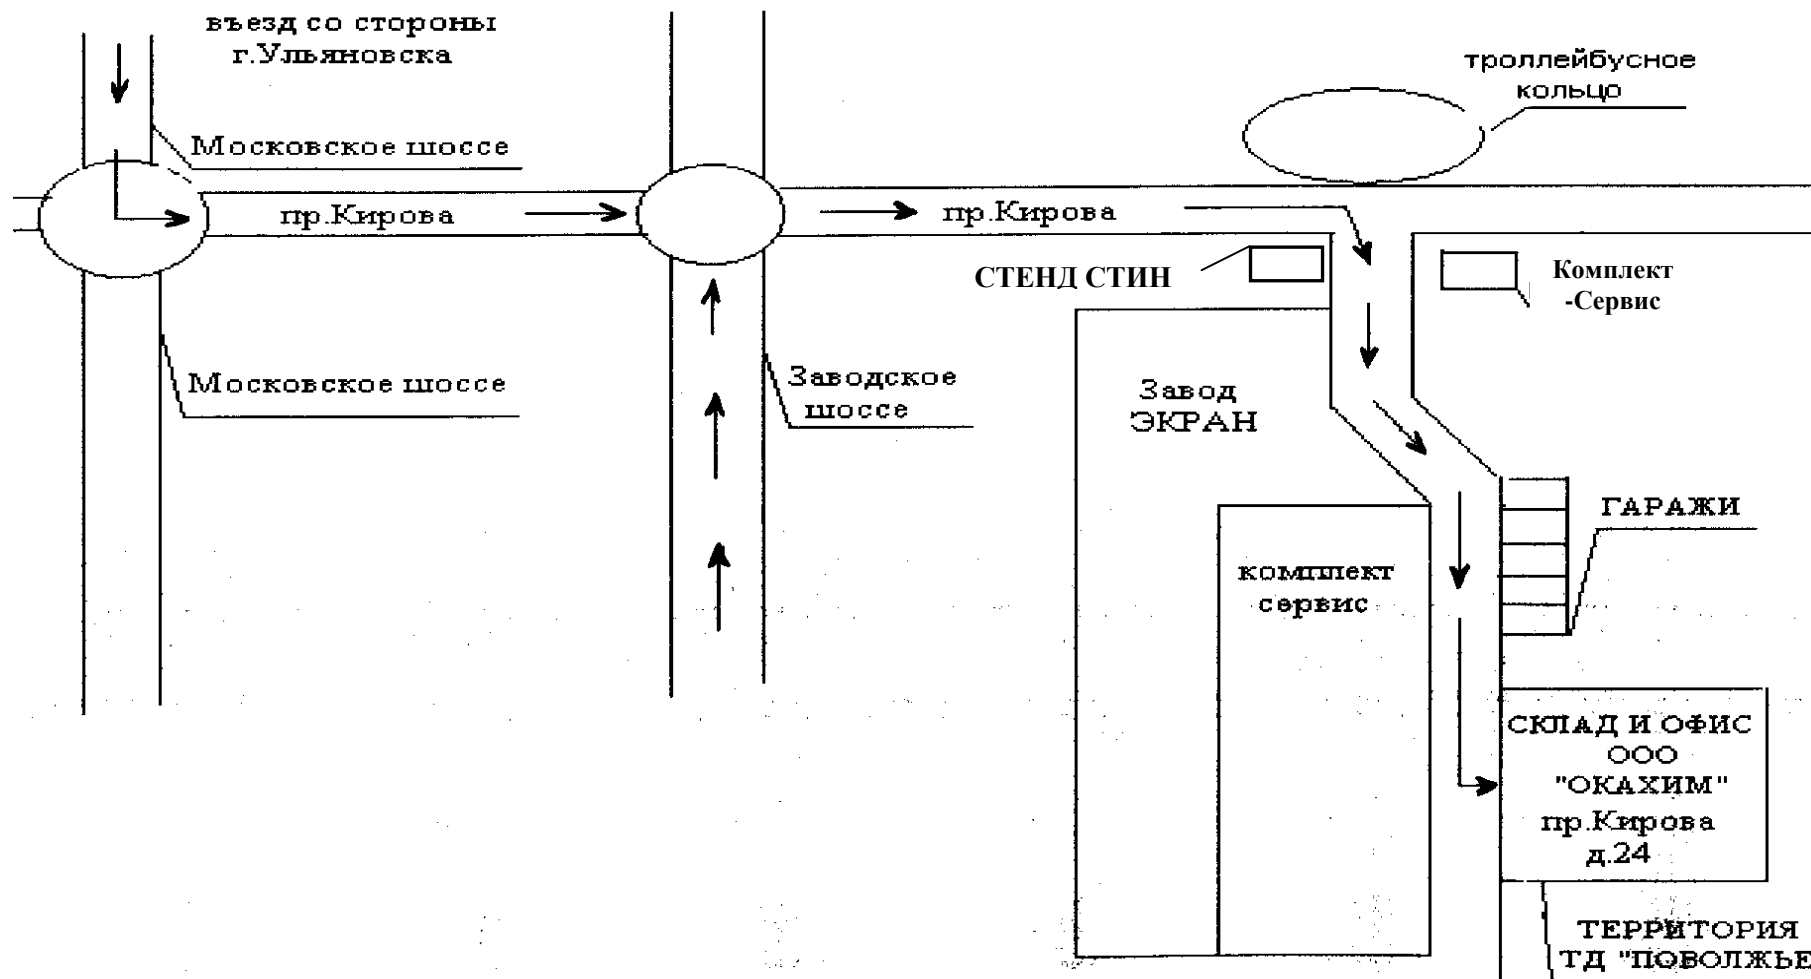 въезд со стороны
г.Ульяновска
троллейбусное
кольцо
Московское шоссе
пр.Кирова
пр.Кирова
СТЕНД СТИН
Комплект
-Сервис
Московское шоссе
Заводское
шоссе
Завод
ЭКРАН
ГАРАЖИ
комплект
сервис
СКЛАД И ОФИС
ООО
"ОКАХИМ"
пр.Кирова
д.24
ТЕРРИТОРИЯ
ТД "ПОВОЛЖЬЕ